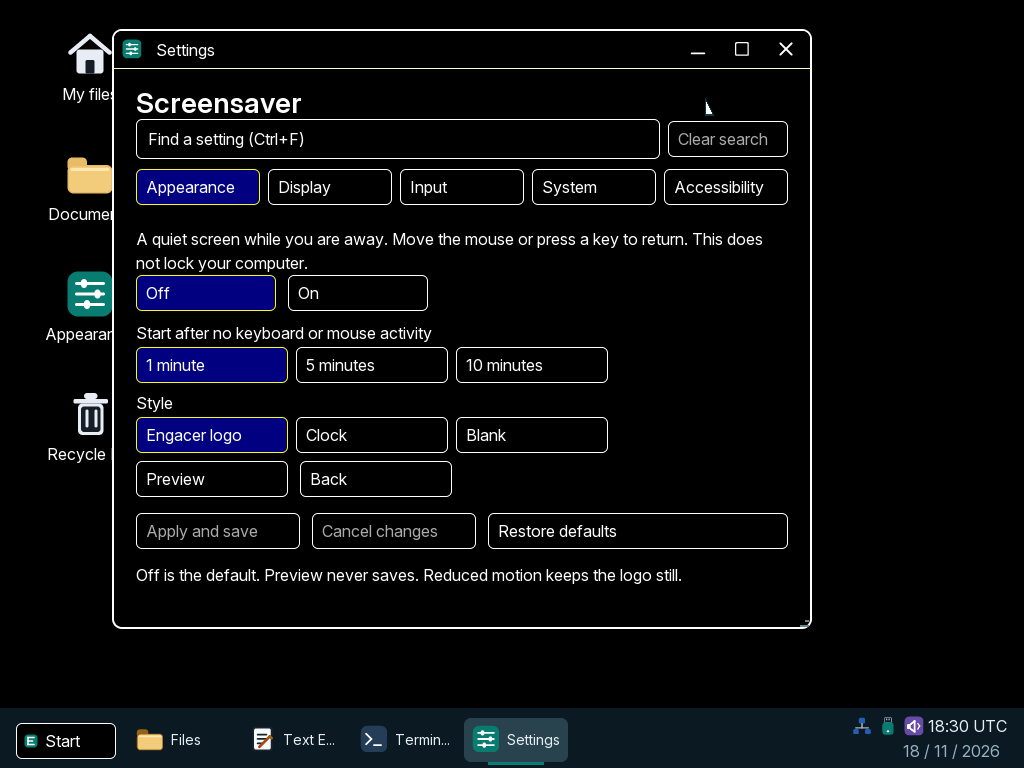 Settings
My files
Documen
Appearan
Recycle
Screensaver
Find a setting (Ctrl+F)
Clear search
Appearance
Display
Input
System
Accessibility
A quiet screen while you are away. Move the mouse or press a key to return. This does
not lock your computer.
Off
On
Start after no keyboard or mouse activity
1 minute
5 minutes
10 minutes
Style
Engacer logo
Clock
Blank
Preview
Back
Apply and save
Cancel changes
Restore defaults
Off is the default. Preview never saves. Reduced motion keeps the logo still.
E Start
Files
Text E...
Termin...
Settings
18:30 UTC
18 / 11 / 2026